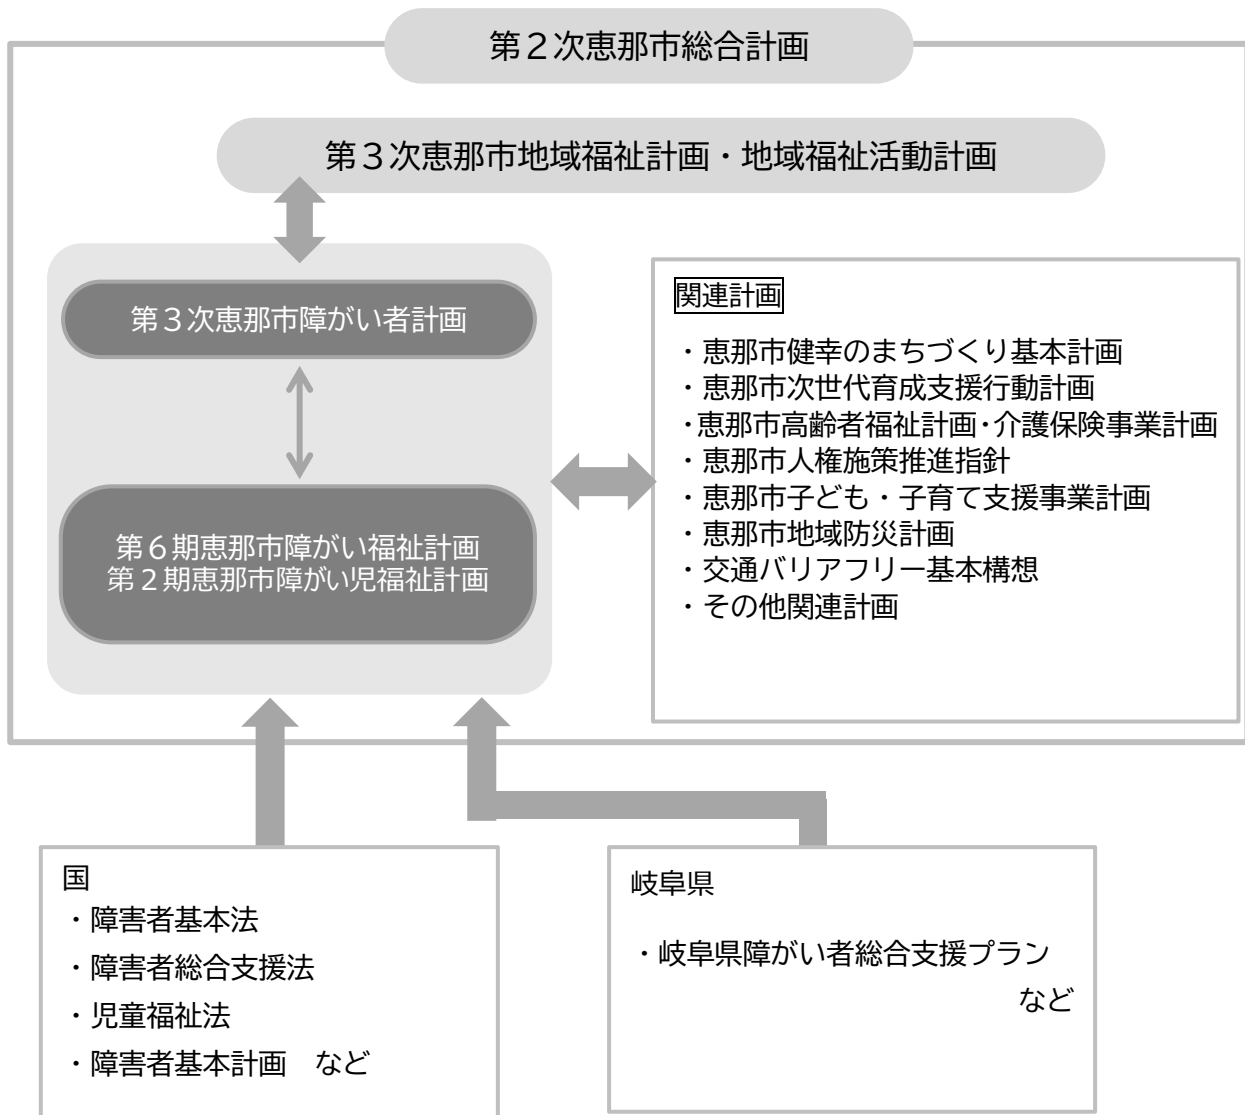 第２次恵那市総合計画
第３次恵那市地域福祉計画・地域福祉活動計画
第３次恵那市障がい者計画
第６期恵那市障がい福祉計画
第２期恵那市障がい児福祉計画
関連計画
・恵那市健幸のまちづくり基本計画
・恵那市次世代育成支援行動計画
・恵那市高齢者福祉計画・介護保険事業計画
・恵那市人権施策推進指針
・恵那市子ども・子育て支援事業計画
・恵那市地域防災計画
・交通バリアフリー基本構想
・その他関連計画
国
・障害者基本法
・障害者総合支援法
・児童福祉法
・障害者基本計画　など
岐阜県
・岐阜県障がい者総合支援プラン
など